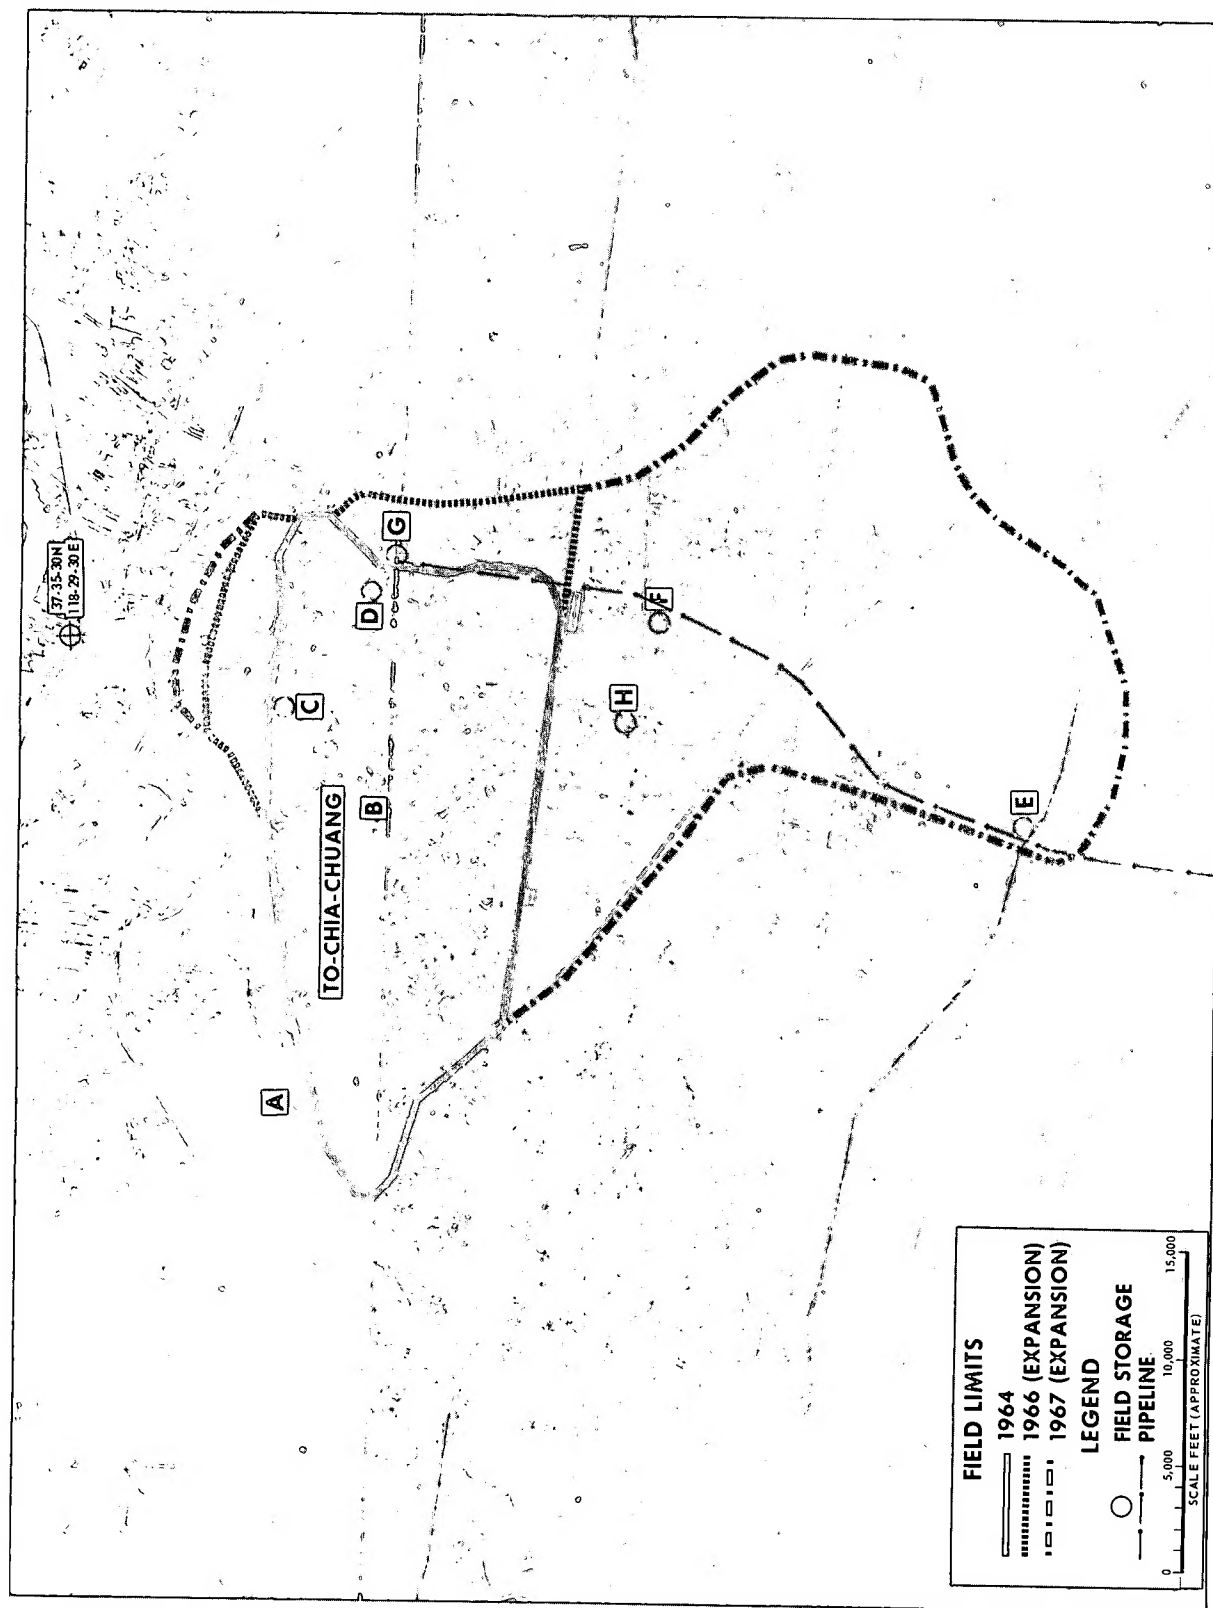 37-35-30N
118-29-30 E
A
TO-CHIA-CHUANG
C
B
D
G
H
F
E
FIELD LIMITS
1964
1966 (EXPANSION)
1967 (EXPANSION)
LEGEND
FIELD STORAGE
PIPELINE
0 5,000 10,000 15,000
SCALE FEET (APPROXIMATE)